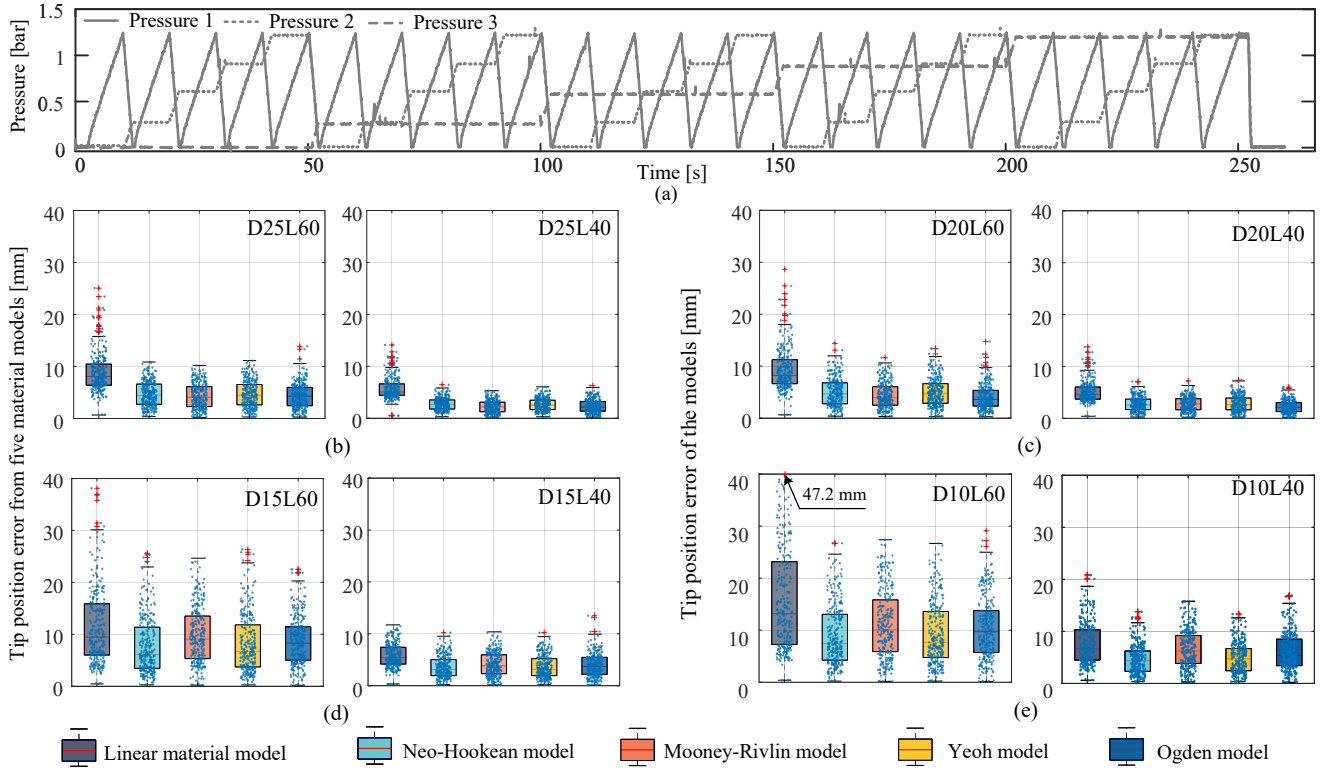 Pressure 1 Pressure 2 Pressure 3
Pressure [bar]
1.5
1
0.5
0
0 50 100 150 200 250
Time [s]
(a)
Tip position error from five material models [mm]
40
30
20
10
0
D25L60
40
30
20
10
0
D25L40
(b)
Tip position error of the models [mm]
40
30
20
10
0
D20L60
40
30
20
10
0
D20L40
(c)
40
30
20
10
0
D15L60
40
30
20
10
0
D15L40
(d)
40
30
20
10
0
47.2 mm
D10L60
40
30
20
10
0
D10L40
(e)
Linear material model Neo-Hookean model Mooney-Rivlin model Yeoh model Ogden model